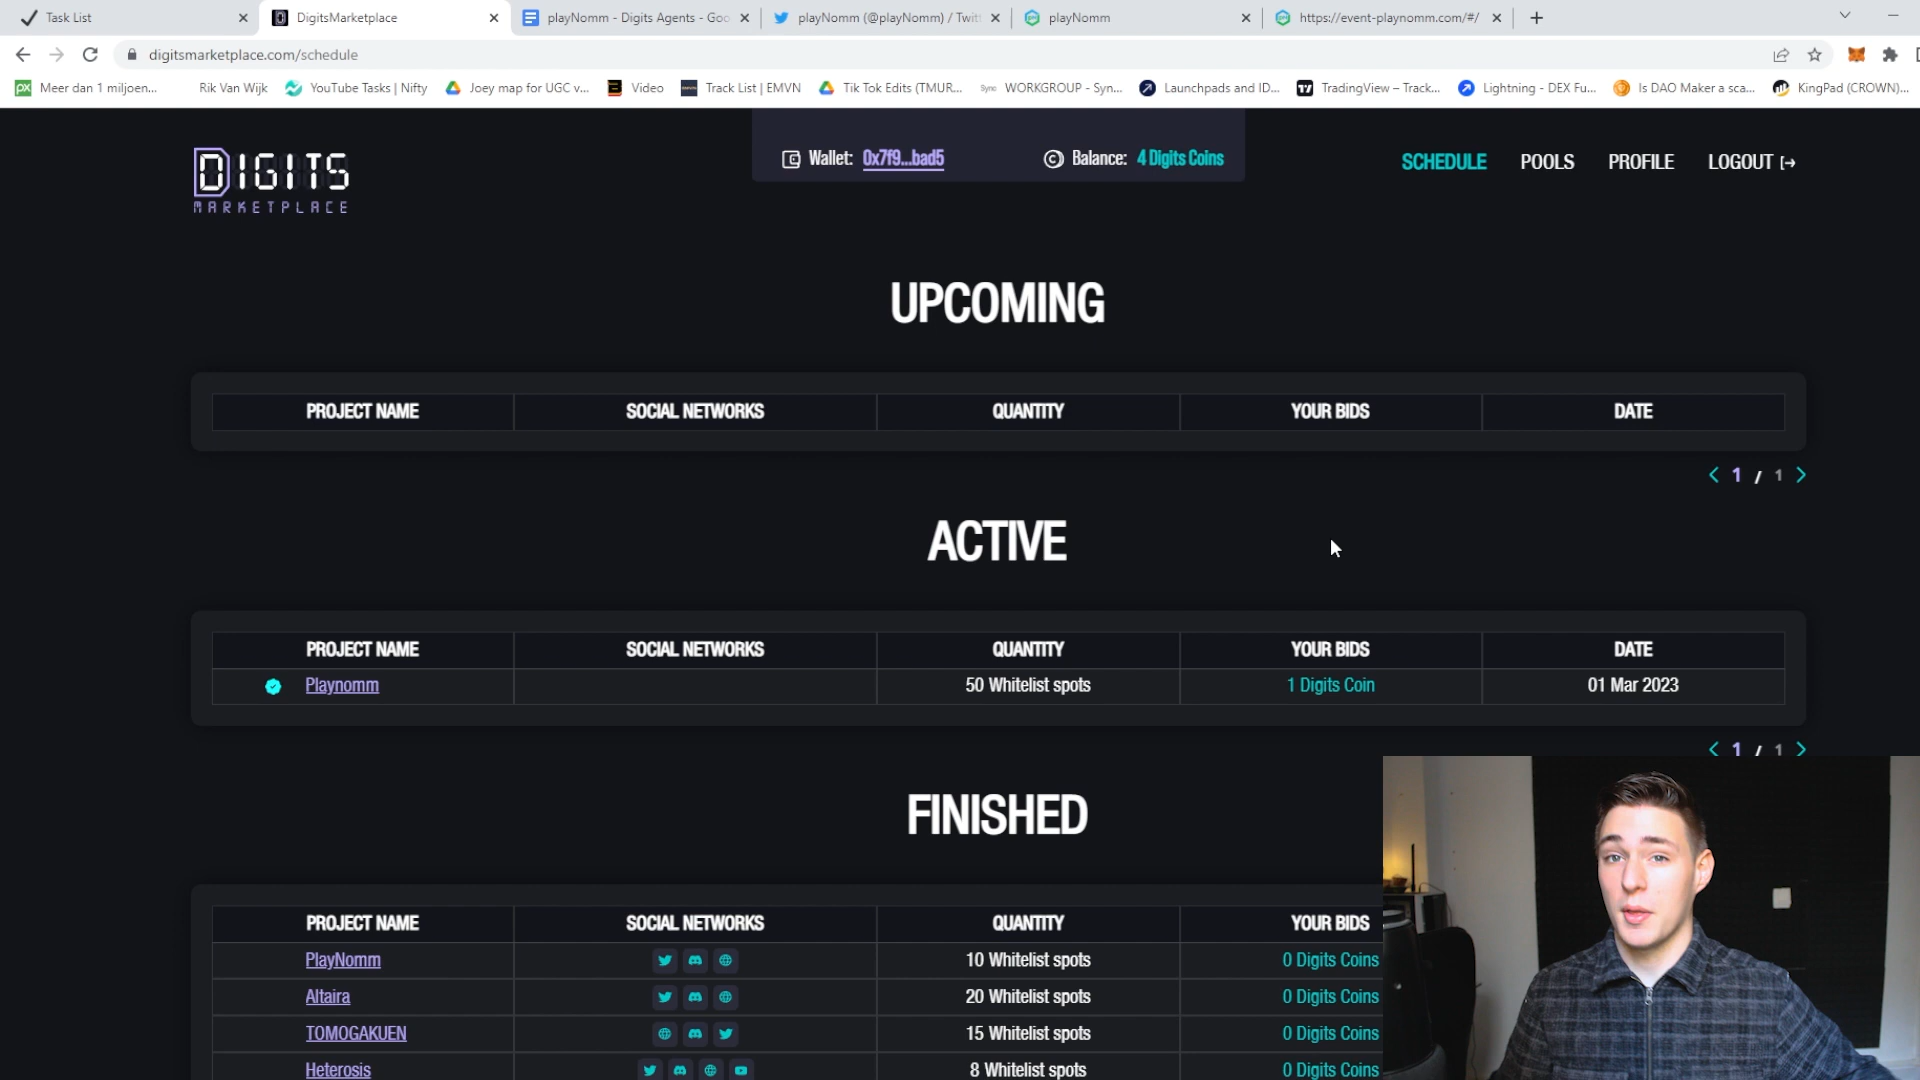 Task List
DigitsMarketplace
playNomm - Digits Agents - Goo
playNomm (@playNomm) / Twit
playNomm
https://event-playnomm.com/#/
digitsmarketplace.com/schedule
Meer dan 1 miljoen...
Rik Van Wijk
YouTube Tasks | Nifty
Joey map for UGC v...
Video
Track List | EMVN
Tik Tok Edits (TMUR...
WORKGROUP - Syn...
Launchpads and ID...
TradingView – Track...
Lightning - DEX Fu...
Is DAO Maker a sca...
KingPad (CROWN)...
DIGITS
MARKETPLACE
Wallet: 0x7f9...bad5
Balance: 4 Digits Coins
SCHEDULE
POOLS
PROFILE
LOGOUT
UPCOMING
PROJECT NAME SOCIAL NETWORKS QUANTITY YOUR BIDS DATE
1 / 1
ACTIVE
PROJECT NAME SOCIAL NETWORKS QUANTITY YOUR BIDS DATE
Playnomm 50 Whitelist spots 1 Digits Coin 01 Mar 2023
1 / 1
FINISHED
PROJECT NAME SOCIAL NETWORKS QUANTITY YOUR BIDS
PlayNomm 10 Whitelist spots 0 Digits Coins
Altaira 20 Whitelist spots 0 Digits Coins
TOMOGAKUEN 15 Whitelist spots 0 Digits Coins
Heterosis 8 Whitelist spots 0 Digits Coins